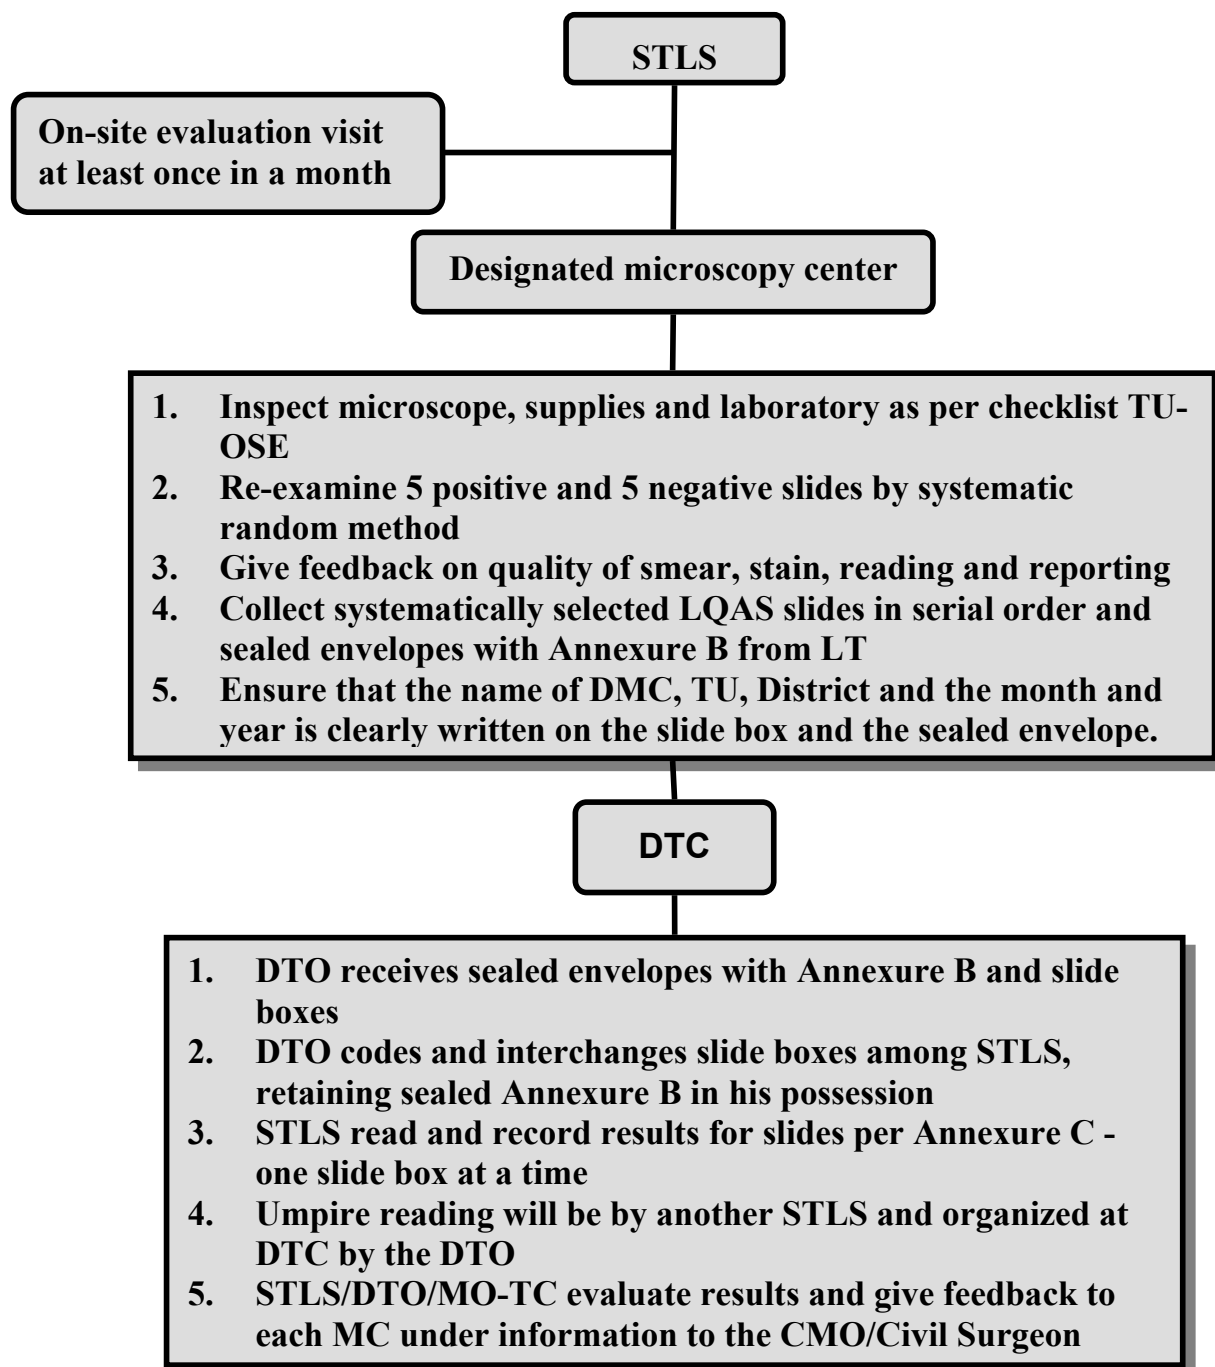 STLS
On-site evaluation visit
at least once in a month
Designated microscopy center
1. Inspect microscope, supplies and laboratory as per checklist TU-
OSE
2. Re-examine 5 positive and 5 negative slides by systematic
random method
3. Give feedback on quality of smear, stain, reading and reporting
4. Collect systematically selected LQAS slides in serial order and
sealed envelopes with Annexure B from LT
5. Ensure that the name of DMC, TU, District and the month and
year is clearly written on the slide box and the sealed envelope.
DTC
1. DTO receives sealed envelopes with Annexure B and slide
boxes
2. DTO codes and interchanges slide boxes among STLS,
retaining sealed Annexure B in his possession
3. STLS read and record results for slides per Annexure C -
one slide box at a time
4. Umpire reading will be by another STLS and organized at
DTC by the DTO
5. STLS/DTO/MO-TC evaluate results and give feedback to
each MC under information to the CMO/Civil Surgeon